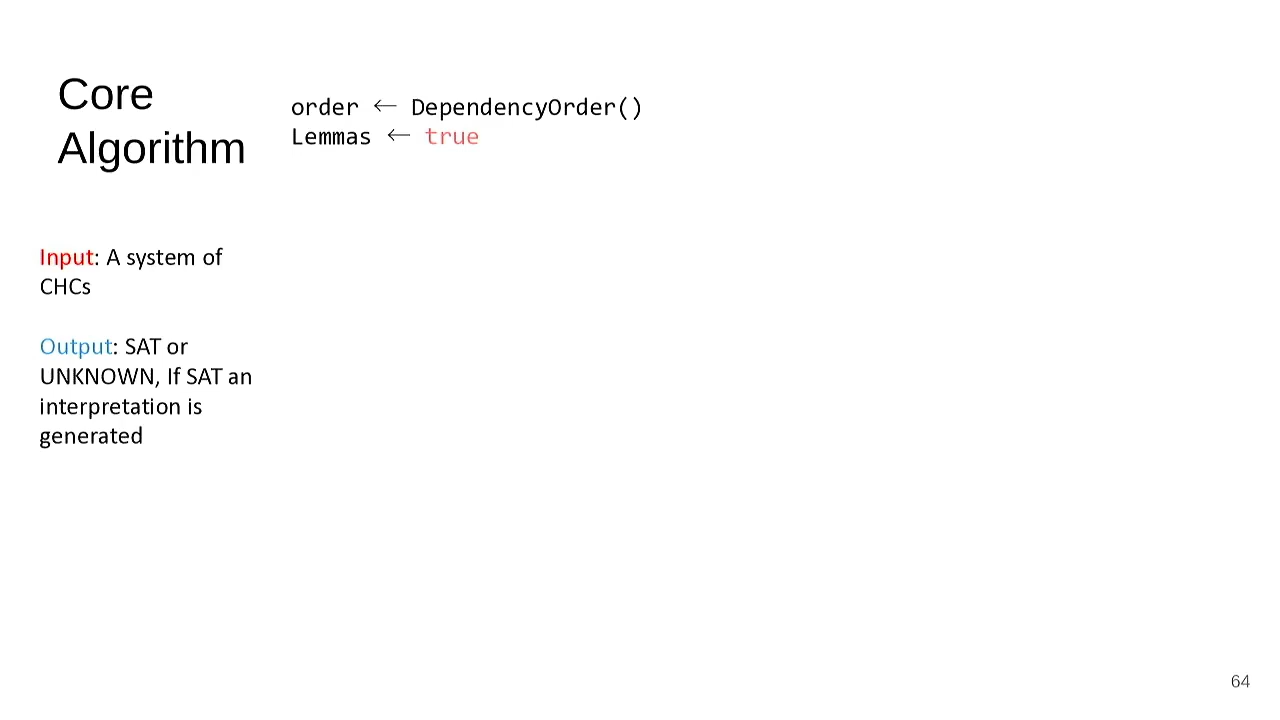 Core
Algorithm
order ← DependencyOrder()
Lemmas ← true
Input: A system of
CHCs
Output: SAT or
UNKNOWN, If SAT an
interpretation is
generated
64